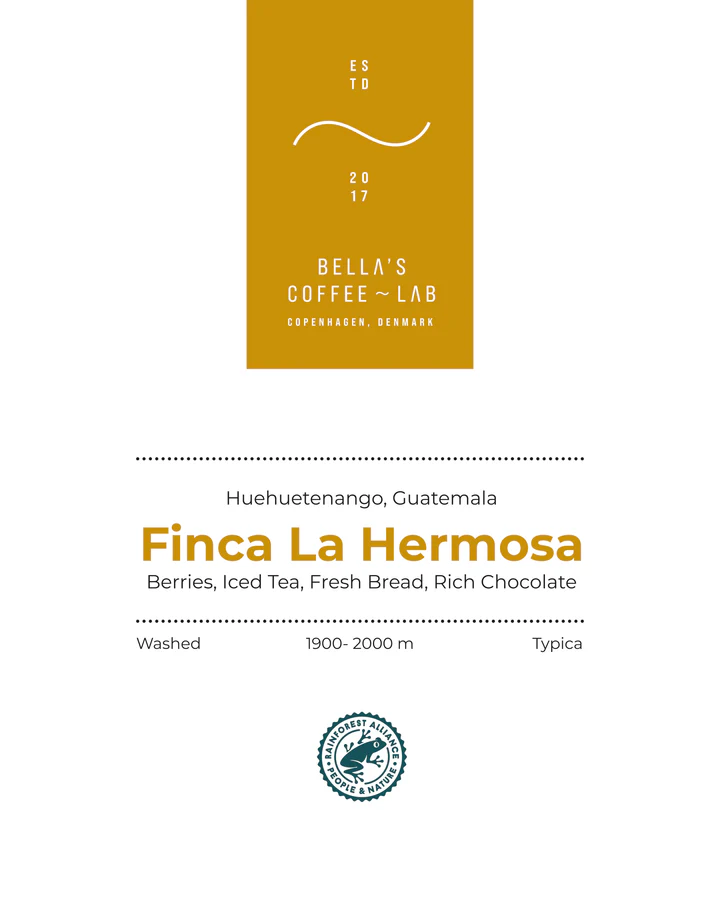 ES
TD
20
17
BELLA'S
COFFEE ~ LAB
COPENHAGEN, DENMARK
Huehuetenango, Guatemala
Finca La Hermosa
Berries, Iced Tea, Fresh Bread, Rich Chocolate
Washed 1900- 2000 m Typica
RAINFOREST ALLIANCE
• PEOPLE & NATURE •